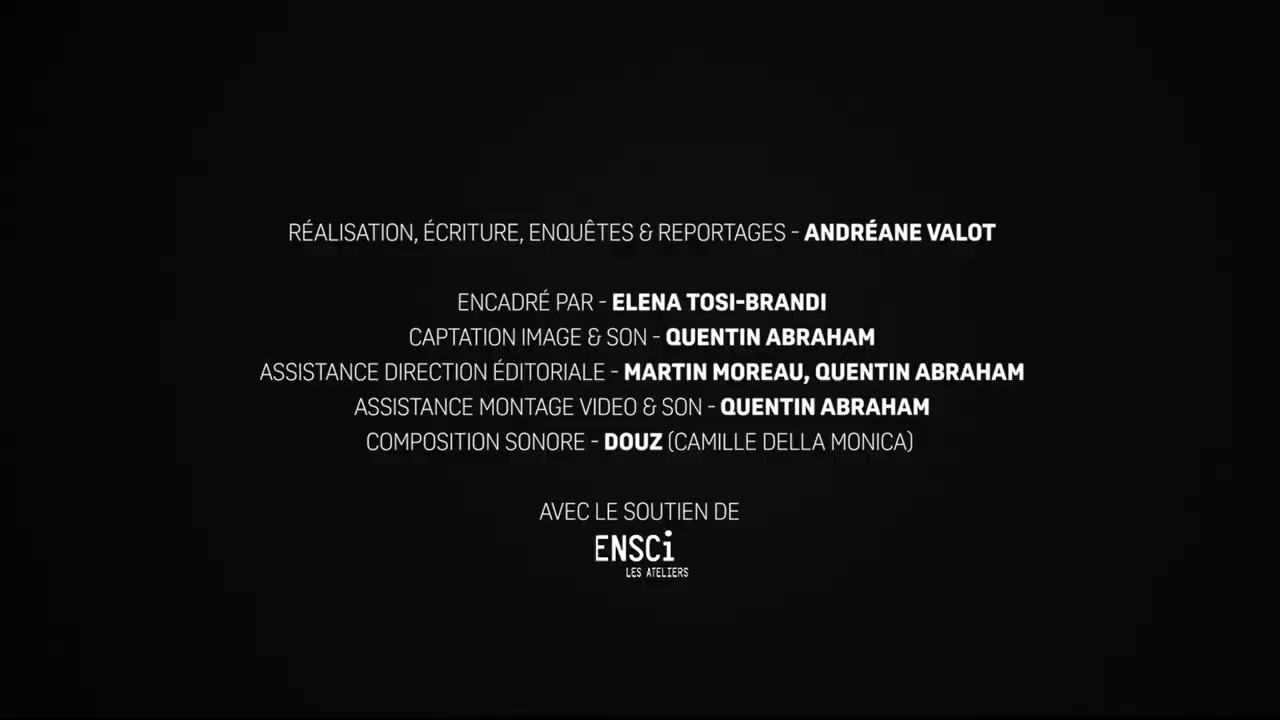 RÉALISATION, ÉCRITURE, ENQUÊTES & REPORTAGES - ANDRÉANE VALOT
ENCADRÉ PAR - ELENA TOSI-BRANDI
CAPTATION IMAGE & SON - QUENTIN ABRAHAM
ASSISTANCE DIRECTION ÉDITORIALE - MARTIN MOREAU, QUENTIN ABRAHAM
ASSISTANCE MONTAGE VIDEO & SON - QUENTIN ABRAHAM
COMPOSITION SONORE - DOUZ (CAMILLE DELLA MONICA)
AVEC LE SOUTIEN DE
ENSCi
LES ATELIERS